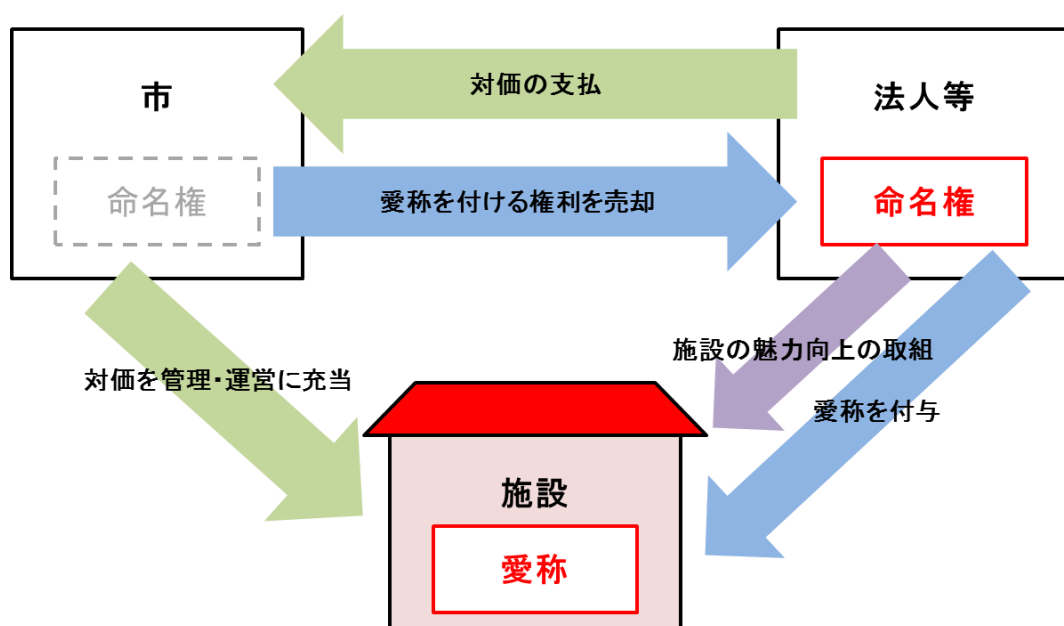 市
対価の支払
法人等
命名権
愛称を付ける権利を売却
命名権
施設の魅力向上の取組
対価を管理・運営に充当
愛称を付与
施設
愛称